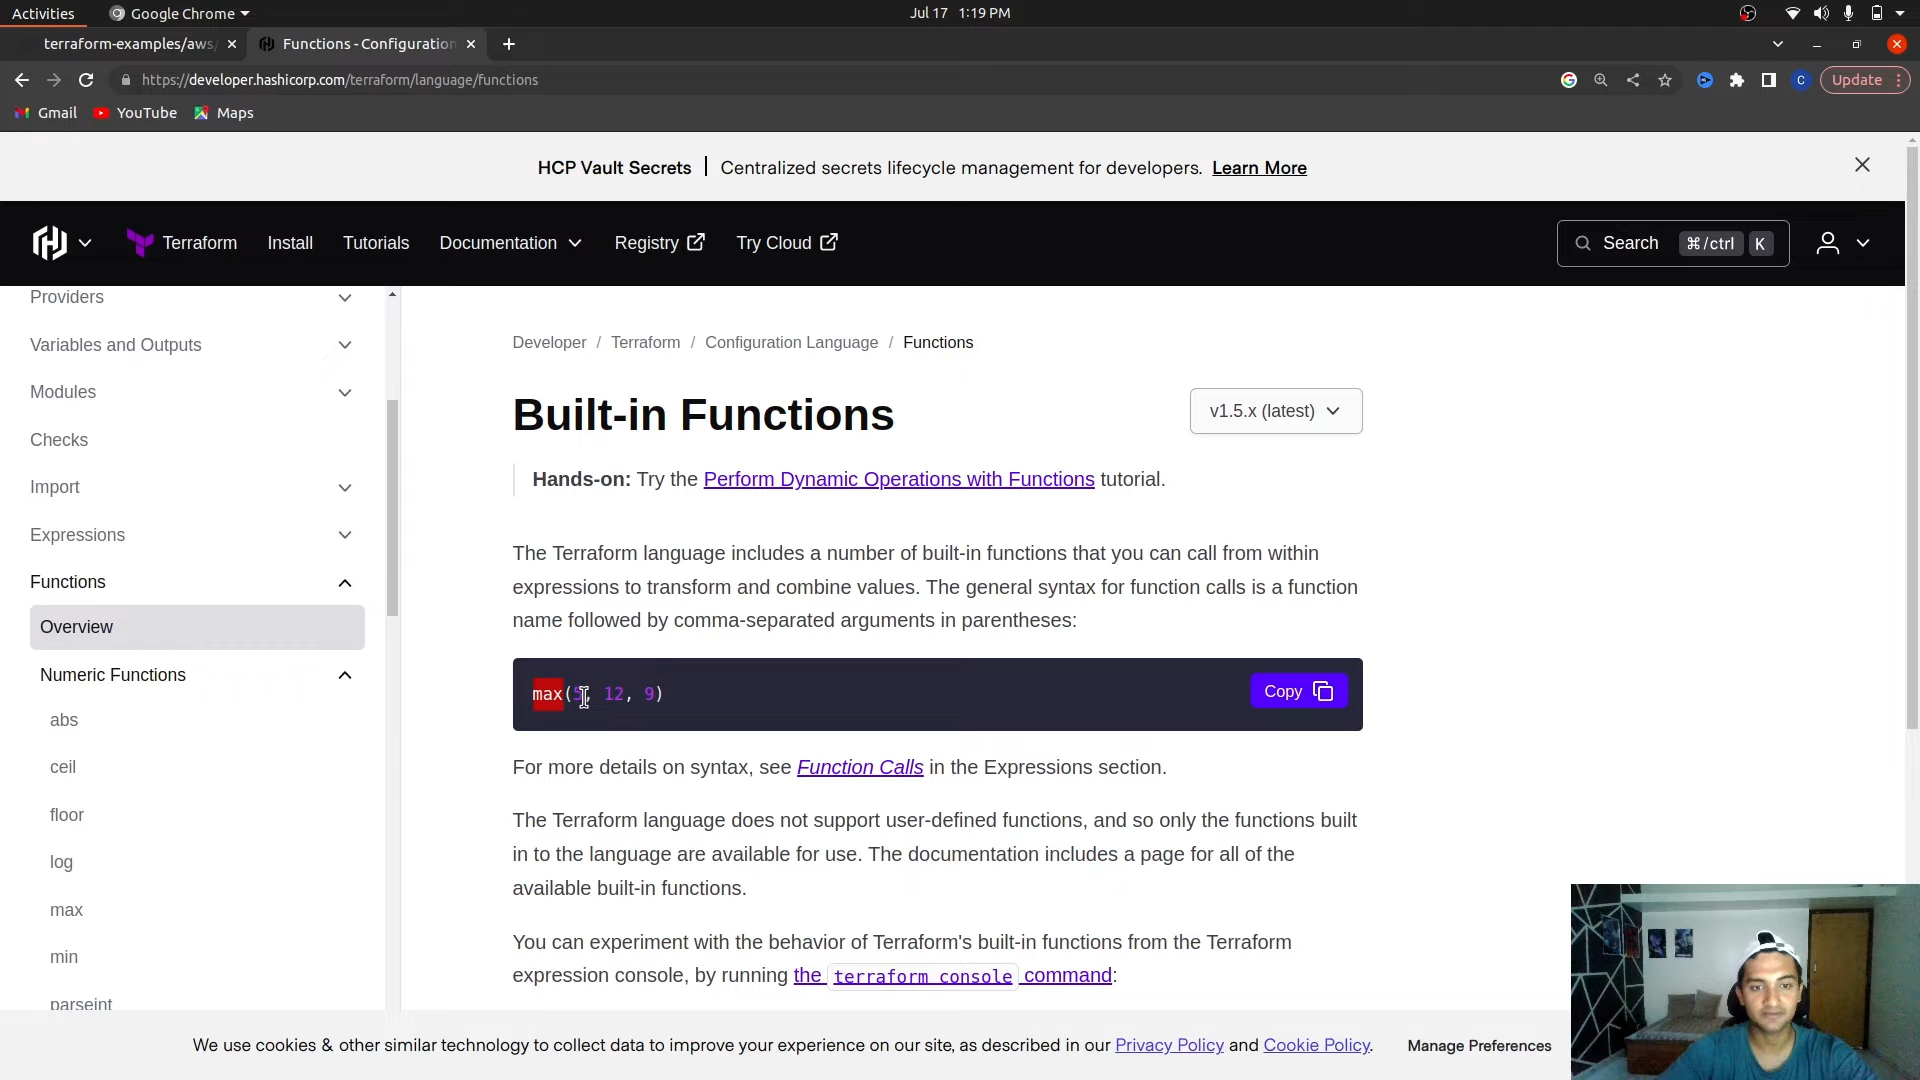 Activities
Google Chrome
Jul 17 1:19 PM
terraform-examples/aws/
Functions - Configuration
https://developer.hashicorp.com/terraform/language/functions
C
Update
Gmail
YouTube
Maps
HCP Vault Secrets
Centralized secrets lifecycle management for developers. Learn More
Terraform
Install
Tutorials
Documentation
Registry
Try Cloud
Search
⌘/ctrl
K
Providers
Variables and Outputs
Modules
Checks
Import
Expressions
Functions
Overview
Numeric Functions
abs
ceil
floor
log
max
min
parseint
Developer / Terraform / Configuration Language / Functions
Built-in Functions
v1.5.x (latest)
Hands-on: Try the Perform Dynamic Operations with Functions tutorial.
The Terraform language includes a number of built-in functions that you can call from within
expressions to transform and combine values. The general syntax for function calls is a function
name followed by comma-separated arguments in parentheses:
max(5, 12, 9)
Copy
For more details on syntax, see Function Calls in the Expressions section.
The Terraform language does not support user-defined functions, and so only the functions built
in to the language are available for use. The documentation includes a page for all of the
available built-in functions.
You can experiment with the behavior of Terraform's built-in functions from the Terraform
expression console, by running the terraform console command:
We use cookies & other similar technology to collect data to improve your experience on our site, as described in our Privacy Policy and Cookie Policy.
Manage Preferences